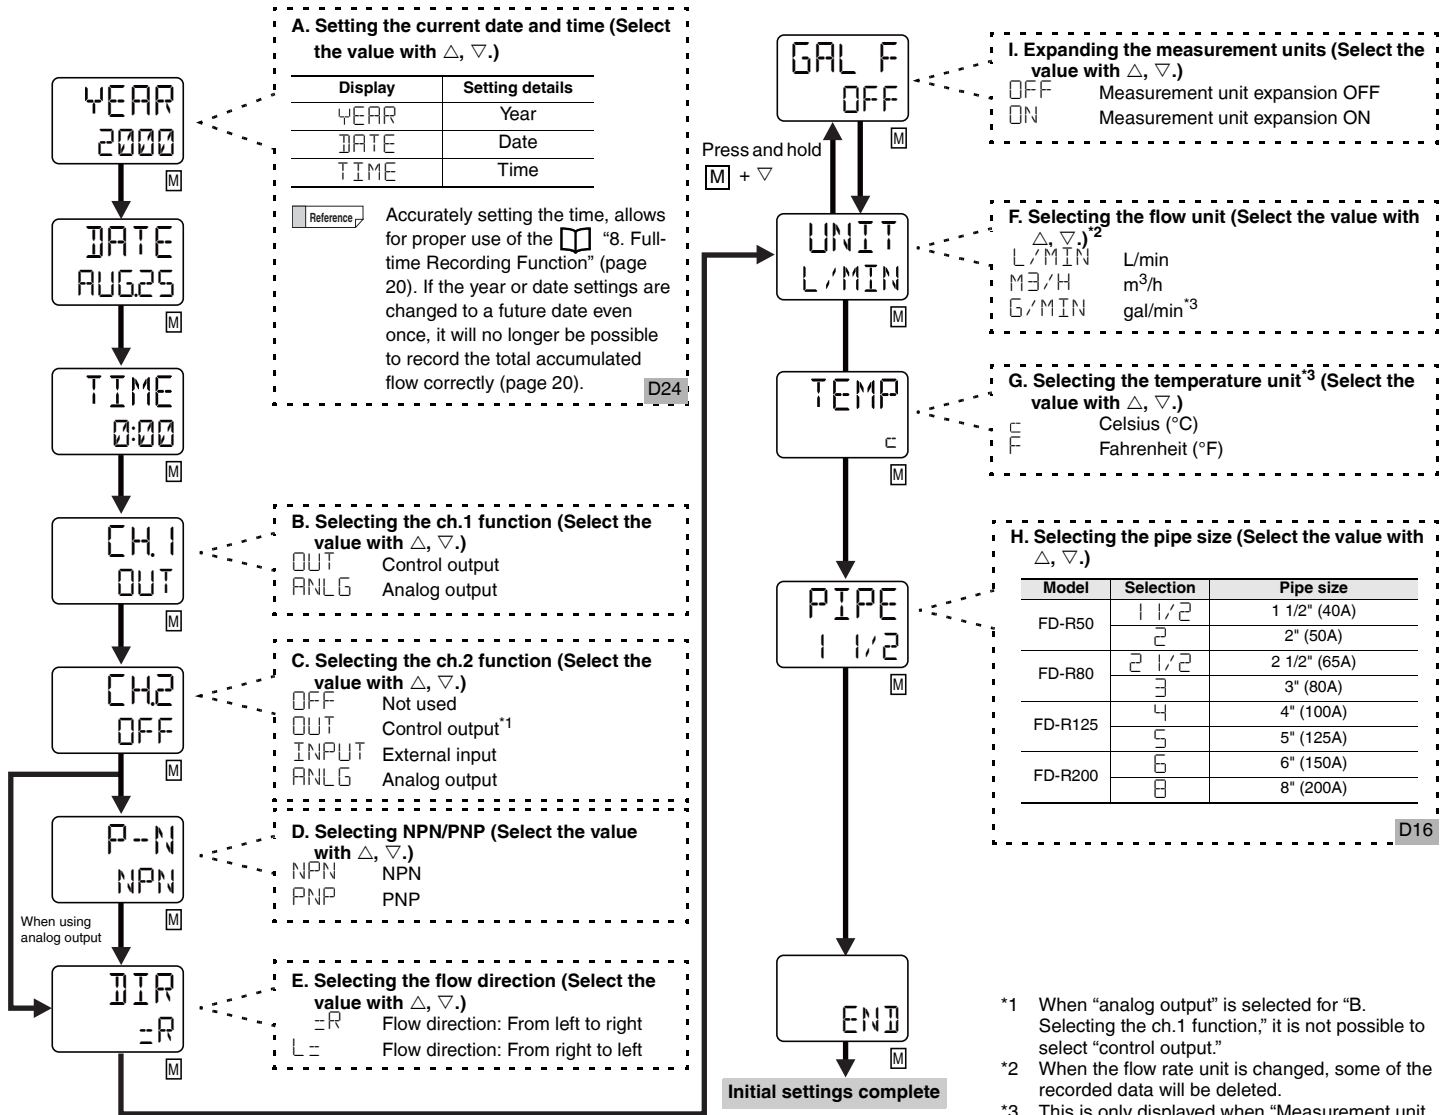 YEAR
2000
M
DATE
AUG.25
M
TIME
0:00
M
CH.1
OUT
M
CH.2
OFF
M
P-N
NPN
M
When using
analog output
DIR
=R
M
A. Setting the current date and time (Select
the value with △, ▽.)
Display Setting details
YEAR Year
DATE Date
TIME Time
Reference
Accurately setting the time, allows
for proper use of the "8. Full-
time Recording Function" (page
20). If the year or date settings are
changed to a future date even
once, it will no longer be possible
to record the total accumulated
flow correctly (page 20).
D24
B. Selecting the ch.1 function (Select the
value with △, ▽.)
OUT Control output
ANLG Analog output
C. Selecting the ch.2 function (Select the
value with △, ▽.)
OFF Not used
OUT Control output*1
INPUT External input
ANLG Analog output
D. Selecting NPN/PNP (Select the value
with △, ▽.)
NPN NPN
PNP PNP
E. Selecting the flow direction (Select the
value with △, ▽.)
=R Flow direction: From left to right
L= Flow direction: From right to left
GAL F
OFF
M
Press and hold
M + ▽
UNIT
L/MIN
M
TEMP
c
M
PIPE
1 1/2
M
END
M
Initial settings complete
I. Expanding the measurement units (Select the
value with △, ▽.)
OFF Measurement unit expansion OFF
ON Measurement unit expansion ON
F. Selecting the flow unit (Select the value with
△, ▽.)*2
L/MIN L/min
M3/H m3/h
G/MIN gal/min*3
G. Selecting the temperature unit*3 (Select the
value with △, ▽.)
c Celsius (°C)
F Fahrenheit (°F)
H. Selecting the pipe size (Select the value with
△, ▽.)
Model Selection Pipe size
FD-R50 1 1/2 1 1/2" (40A)
2 2" (50A)
FD-R80 2 1/2 2 1/2" (65A)
3 3" (80A)
FD-R125 4 4" (100A)
5 5" (125A)
FD-R200 6 6" (150A)
8 8" (200A)
D16
*1 When "analog output" is selected for "B.
Selecting the ch.1 function," it is not possible to
select "control output."
*2 When the flow rate unit is changed, some of the
recorded data will be deleted.
*3 This is only displayed when "Measurement unit